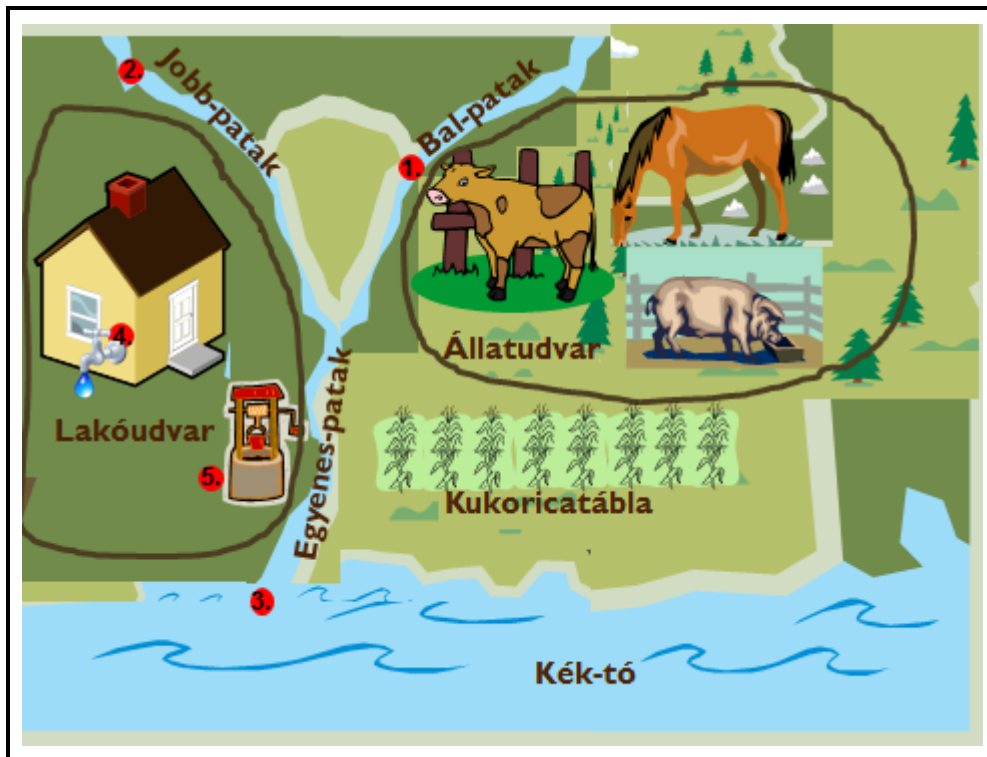 2.
Jobb-patak
Bal-patak
1.
4.
Állatudvar
Lakóudvar
5.
Egyenes-patak
Kukoricatábla
3.
Kék-tó